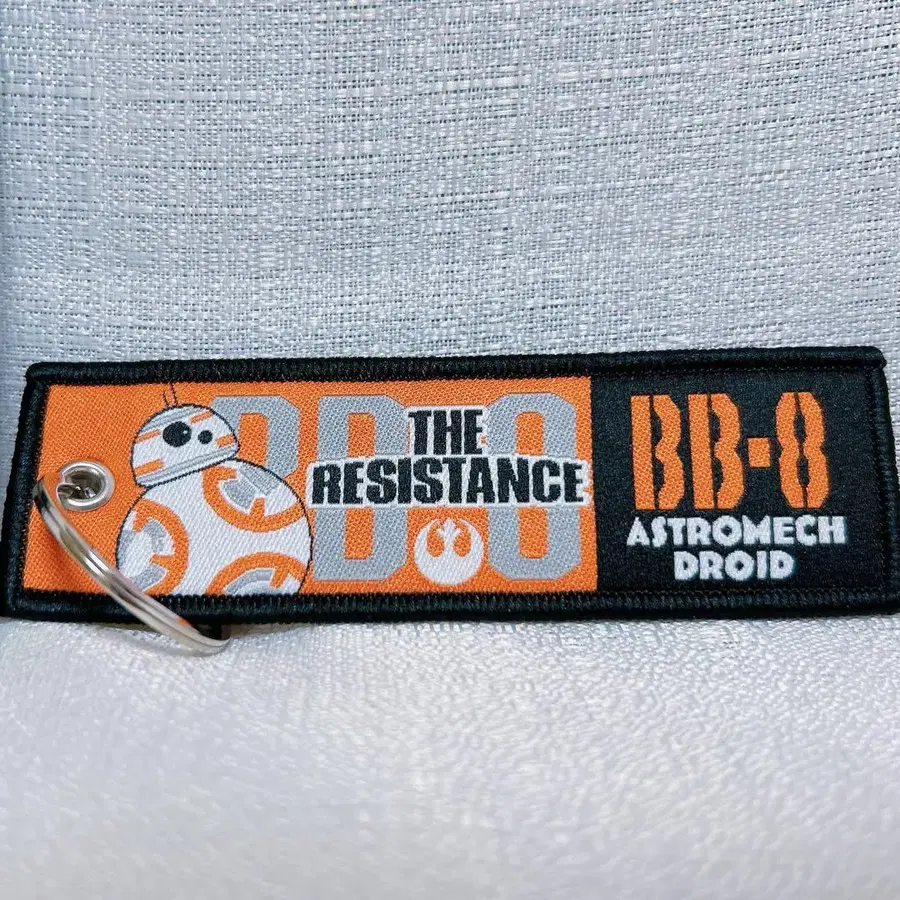 BB-8
THE
RESISTANCE
BB-8
ASTROMECH
DROID